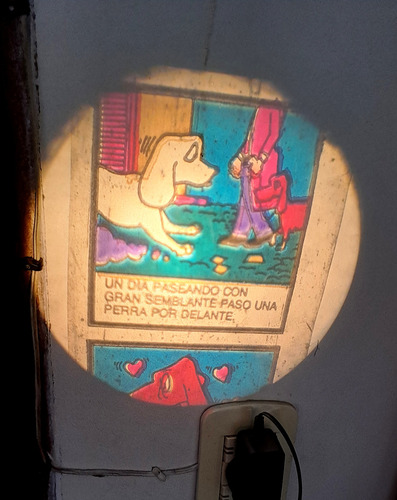 UN DIA PASEANDO CON
GRAN SEMBLANTE PASO UNA
PERRA POR DELANTE,